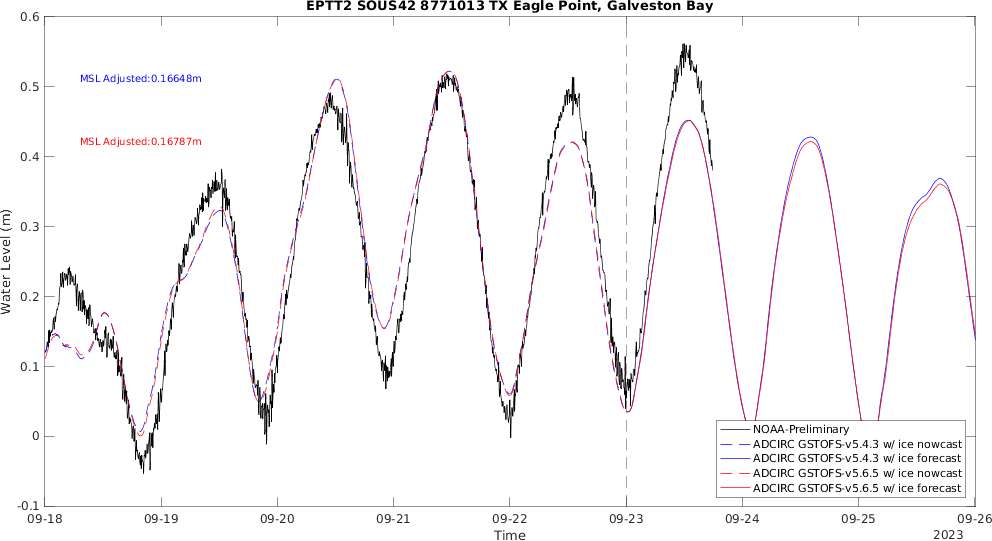 EPTT2 SOUS42 8771013 TX Eagle Point, Galveston Bay
0.6
0.5
0.4
0.3
0.2
0.1
0
-0.1
Water Level (m)
MSL Adjusted:0.16648m
MSL Adjusted:0.16787m
NOAA-Preliminary
ADCIRC GSTOFS-v5.4.3 w/ ice nowcast
ADCIRC GSTOFS-v5.4.3 w/ ice forecast
ADCIRC GSTOFS-v5.6.5 w/ ice nowcast
ADCIRC GSTOFS-v5.6.5 w/ ice forecast
09-18 09-19 09-20 09-21 09-22 09-23 09-24 09-25 09-26
Time
2023